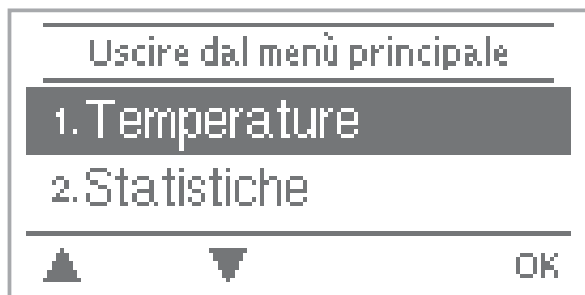 Uscire dal menù principale
1. Temperature
2. Statistiche
OK